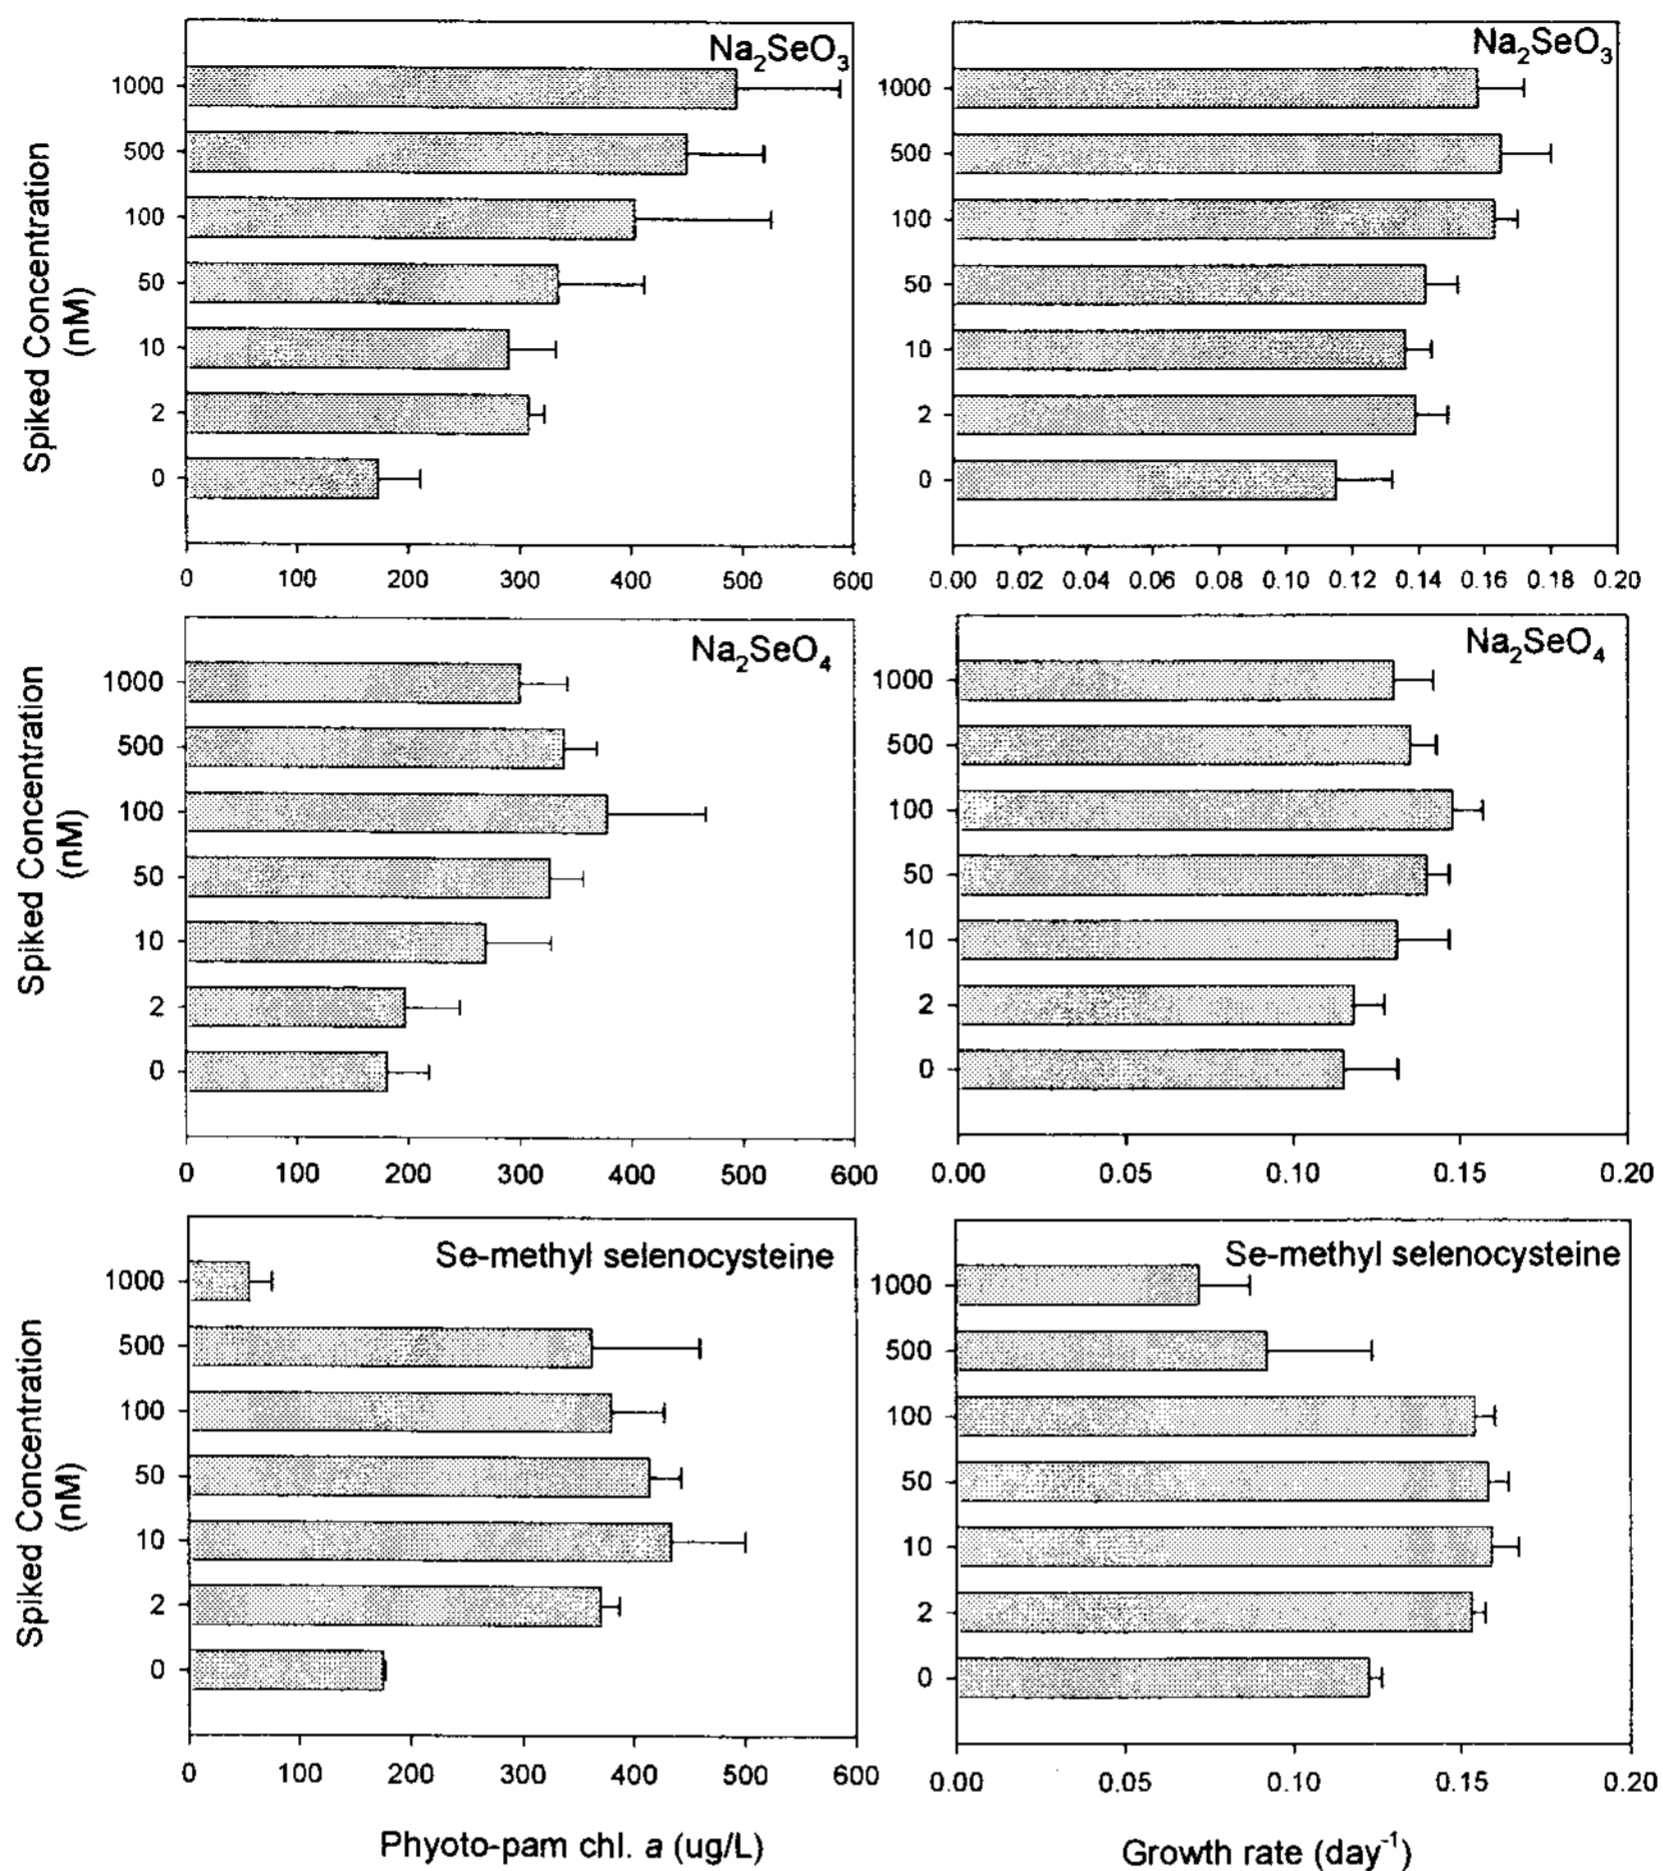 Na2SeO3
1000
500
100
50
10
2
0
Spiked Concentration
(nM)
0 100 200 300 400 500 600
Na2SeO3
1000
500
100
50
10
2
0
0.00 0.02 0.04 0.06 0.08 0.10 0.12 0.14 0.16 0.18 0.20
Na2SeO4
1000
500
100
50
10
2
0
Spiked Concentration
(nM)
0 100 200 300 400 500 600
Na2SeO4
1000
500
100
50
10
2
0
0.00 0.05 0.10 0.15 0.20
Se-methyl selenocysteine
1000
500
100
50
10
2
0
Spiked Concentration
(nM)
0 100 200 300 400 500 600
Phyoto-pam chl. a (ug/L)
Se-methyl selenocysteine
1000
500
100
50
10
2
0
0.00 0.05 0.10 0.15 0.20
Growth rate (day-1)